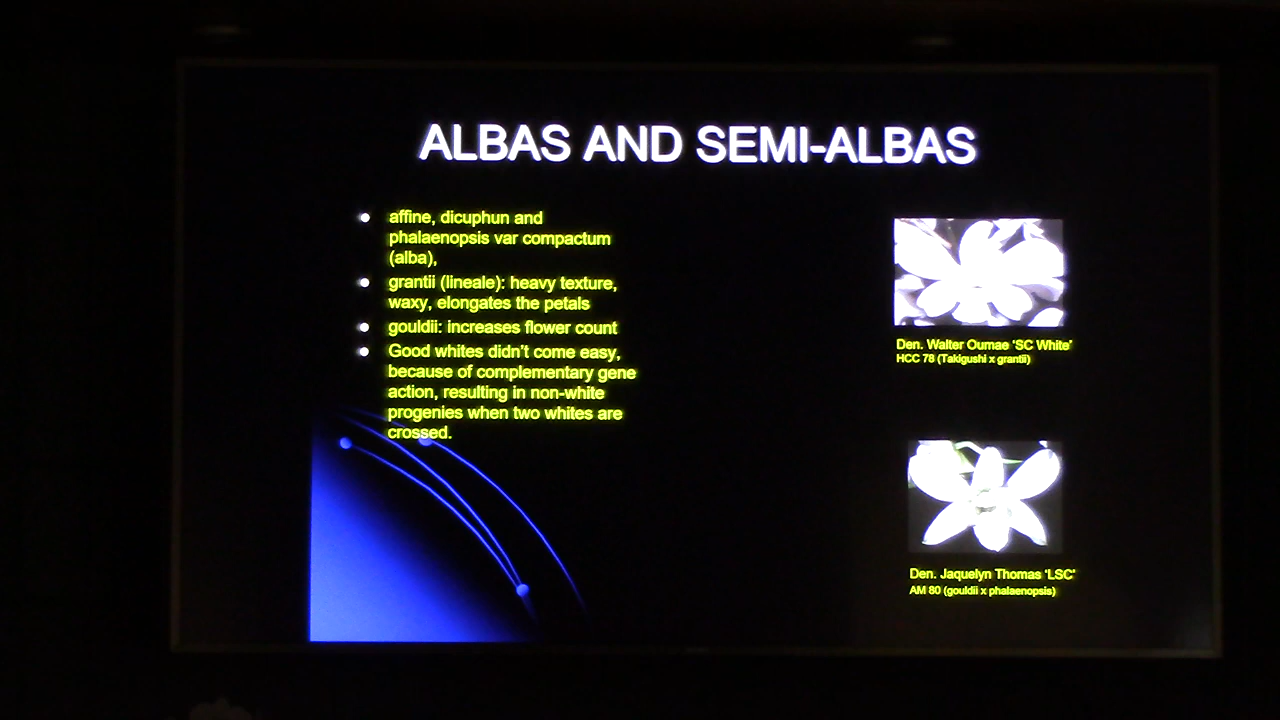 ALBAS AND SEMI-ALBAS
affine, dicuphun and
phalaenopsis var compactum
(alba),
grantii (lineale): heavy texture,
waxy, elongates the petals
gouldii: increases flower count
Good whites didn't come easy,
because of complementary gene
action, resulting in non-white
progenies when two whites are
crossed.
Den. Walter Oumae ‘SC White’
HCC 78 (Takigushi x grantii)
Den. Jaquelyn Thomas ‘LSC’
AM 80 (gouldii x phalaenopsis)